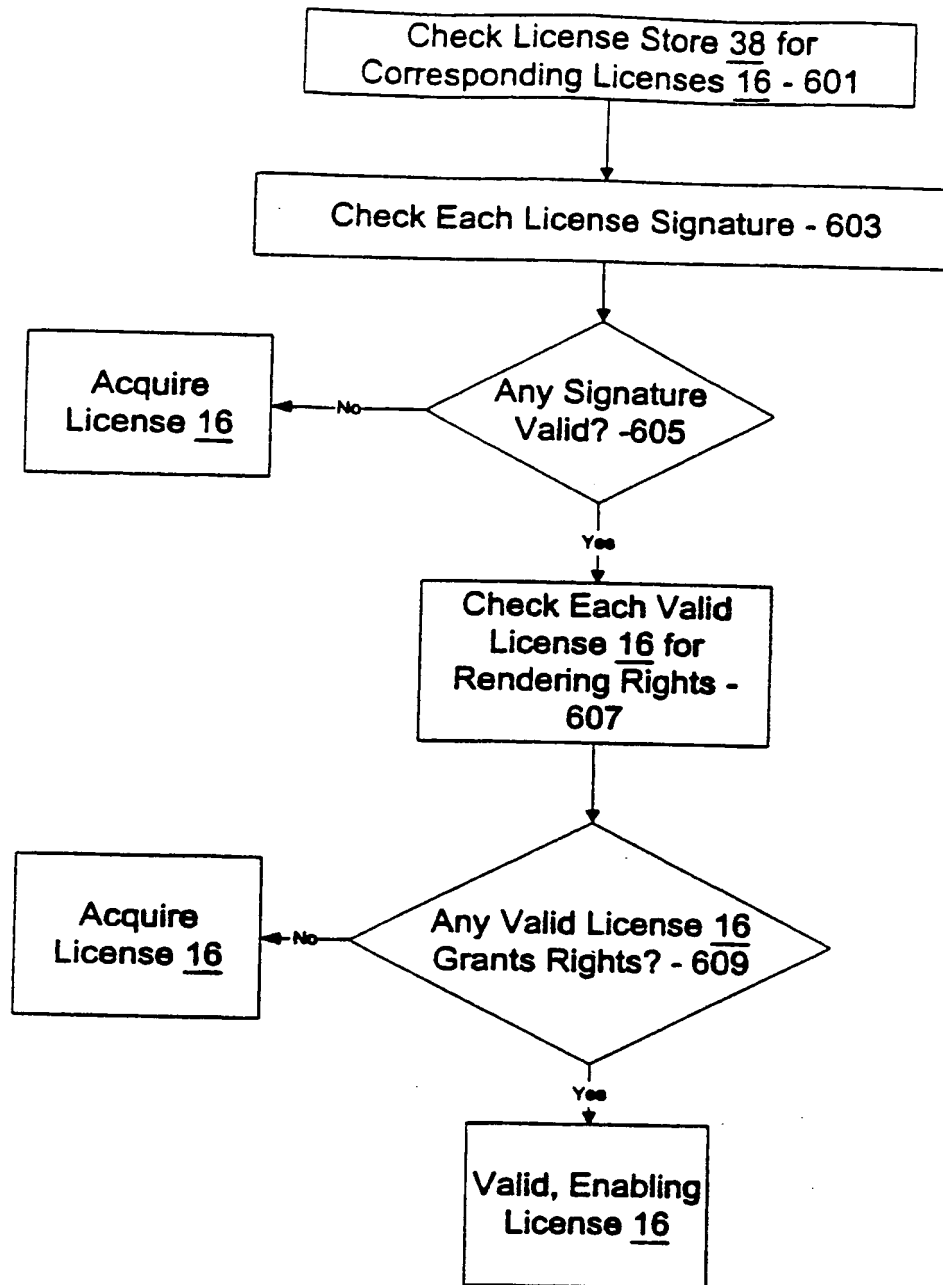 Check License Store 38 for
Corresponding Licenses 16 - 601
Check Each License Signature - 603
Acquire
License 16
No
Any Signature
Valid? -605
Yes
Check Each Valid
License 16 for
Rendering Rights -
607
Acquire
License 16
No
Any Valid License 16
Grants Rights? - 609
Yes
Valid, Enabling
License 16